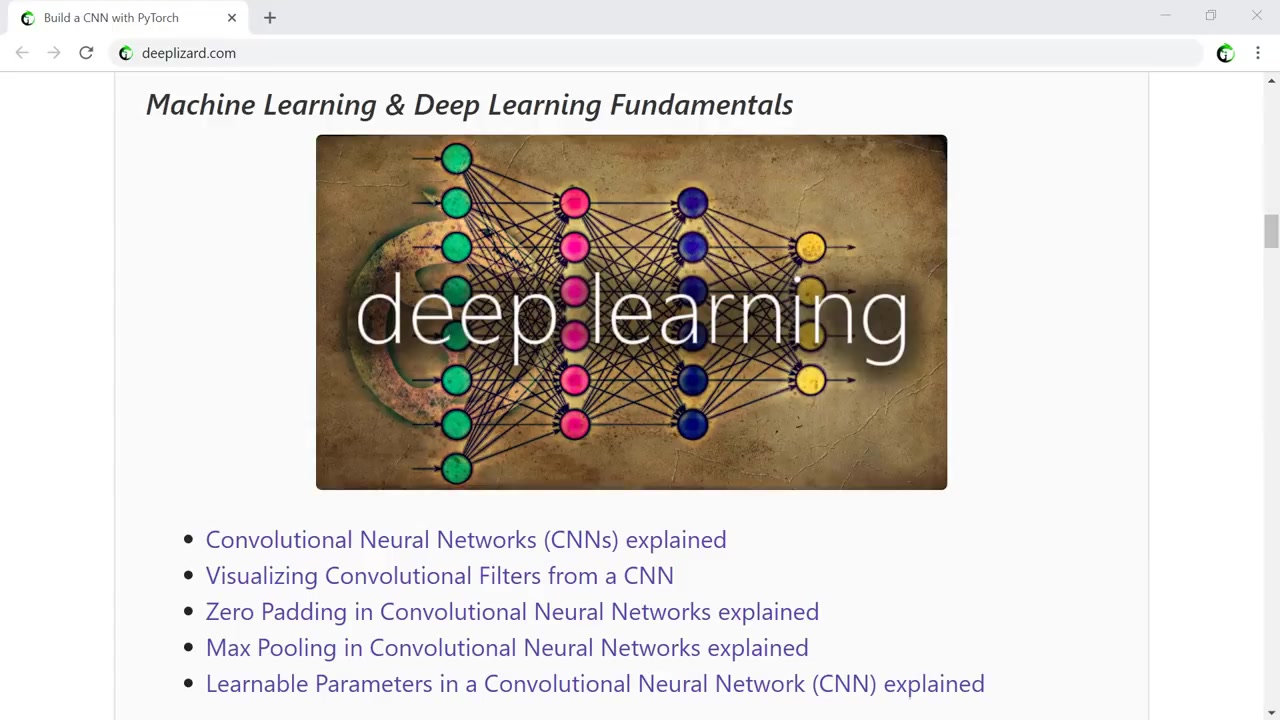 Build a CNN with PyTorch
deeplizard.com
Machine Learning & Deep Learning Fundamentals
deep learning
Convolutional Neural Networks (CNNs) explained
Visualizing Convolutional Filters from a CNN
Zero Padding in Convolutional Neural Networks explained
Max Pooling in Convolutional Neural Networks explained
Learnable Parameters in a Convolutional Neural Network (CNN) explained